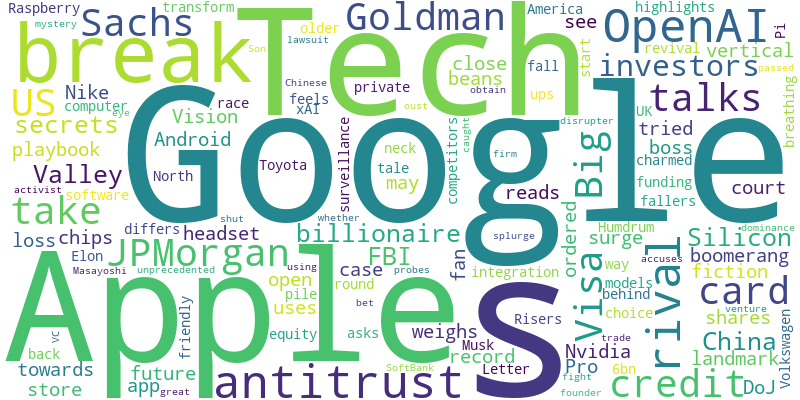 Raspberry
mystery
transform
Sachs
Goldman
America
highlights
break
Tech
see
OpenAI
older
Son
lawsuit
close
fall
start
revival
vertical
Pi
US
Nike
computer
eye
race
Chinese
xAI
feels
private
beans
obtain
ups
investors
passed
secrets
Vision
Android
Google
talks
UK
tried
playbook
boss
charmed
breathing
disrupter
Valley
North
Toyota
surveillance
neck
tale
may
oust
caught
competitors
firm
Big
funding
fallers
reads
court
card
activist
software
take
differs
shut
whether
splurge
dominance
loss
chips
headset
billionaire
Humdrum
surge
Silicon
Elon
JPMorgan
FBI
fan
ordered
way
accuses
boomerang
Masayoshi
unprecedented
using
case
probes
integration
Visa
rival
fiction
Apple
S
open
round
models
pile
bet
behind
venture
shares
uses
weighs
Risers
choice
trade
China
vc
back
friendly
equity
asks
record
Musk
Nvidia
landmark
towards
future
SoftBank
Letter
Pro
6bn
Volkswagen
store
app
great
antitrust
fight
founder
credit
DoJ